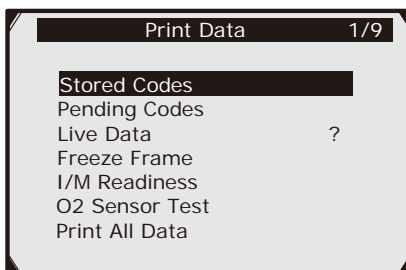 Print Data 1/9
Stored Codes
Pending Codes
Live Data ?
Freeze Frame
I/M Readiness
O2 Sensor Test
Print All Data